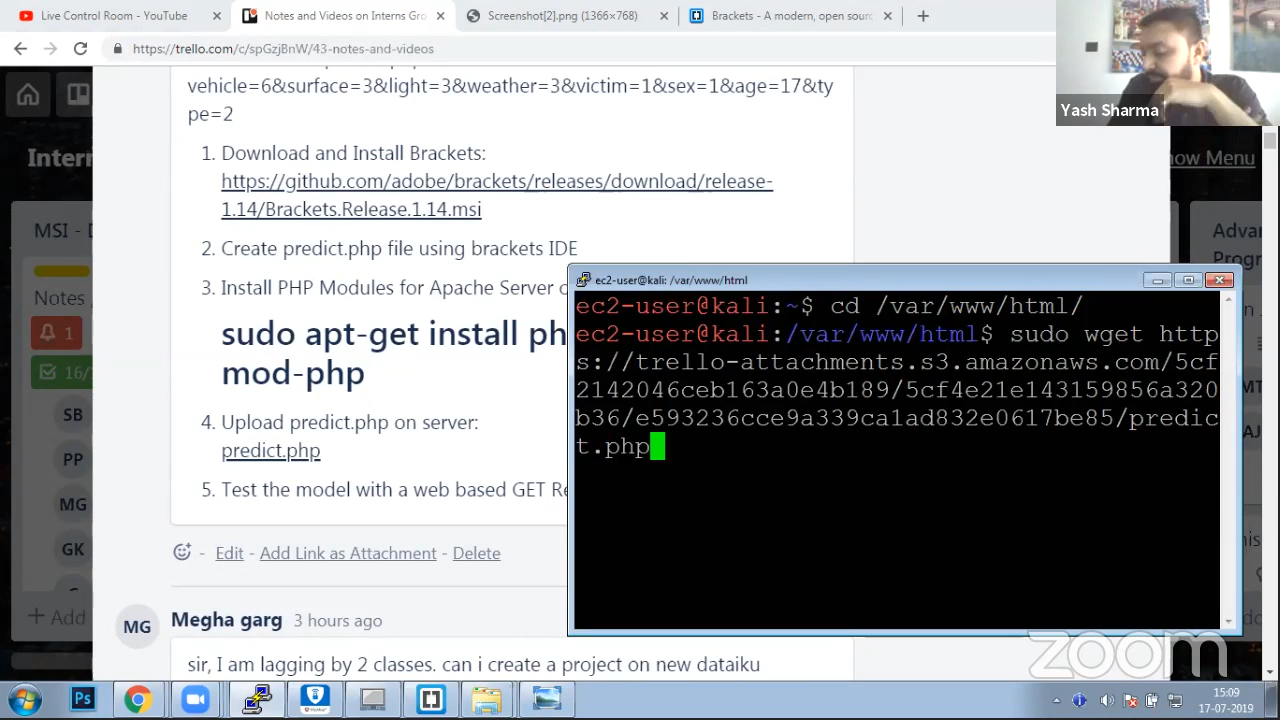 Live Control Room - YouTube
Notes and Videos on Interns Gro
Screenshot[2].png (1366×768)
Brackets - A modern, open sour
https://trello.com/c/spGzjBnW/43-notes-and-videos
Yash Sharma
vehicle=6&surface=3&light=3&weather=3&victim=1&sex=1&age=17&ty
pe=2
Intern
how Menu
1. Download and Install Brackets:
https://github.com/adobe/brackets/releases/download/release-
1.14/Brackets.Release.1.14.msi
MSI - D
Advan
Progr
2. Create predict.php file using brackets IDE
3. Install PHP Modules for Apache Server o
Notes
1
sudo apt-get install ph
mod-php
16/
4. Upload predict.php on server:
predict.php
5. Test the model with a web based GET Re
SB
PP
MG
GK
Add
ec2-user@kali: /var/www/html
ec2-user@kali:~$ cd /var/www/html/
ec2-user@kali:/var/www/html$ sudo wget http
s://trello-attachments.s3.amazonaws.com/5cf
2142046ceb163a0e4b189/5cf4e21e143159856a320
b36/e593236cce9a339ca1ad832e0617be85/predic
t.php
- Edit - Add Link as Attachment - Delete
MG
Megha garg 3 hours ago
sir, I am lagging by 2 classes. can i create a project on new dataiku
zoom
Ps
15:09
17-07-2019